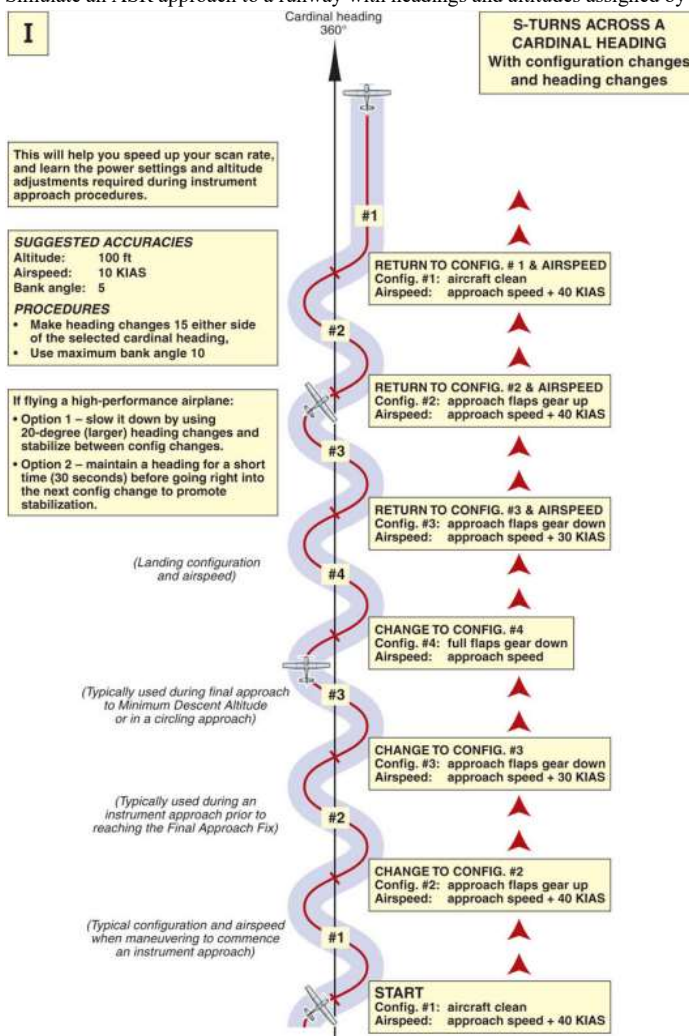 Simulate an ASR approach to a runway with headings and altitudes assigned by
I
Cardinal heading
360°
S-TURNS ACROSS A
CARDINAL HEADING
With configuration changes
and heading changes
This will help you speed up your scan rate,
and learn the power settings and altitude
adjustments required during instrument
approach procedures.
#1
SUGGESTED ACCURACIES
Altitude: 100 ft
Airspeed: 10 KIAS
Bank angle: 5
PROCEDURES
• Make heading changes 15 either side
of the selected cardinal heading,
• Use maximum bank angle 10
RETURN TO CONFIG. # 1 & AIRSPEED
Config. #1: aircraft clean
Airspeed: approach speed + 40 KIAS
#2
If flying a high-performance airplane:
• Option 1 – slow it down by using
20-degree (larger) heading changes and
stabilize between config changes.
• Option 2 – maintain a heading for a short
time (30 seconds) before going right into
the next config change to promote
stabilization.
RETURN TO CONFIG. #2 & AIRSPEED
Config. #2: approach flaps gear up
Airspeed: approach speed + 40 KIAS
#3
RETURN TO CONFIG. #3 & AIRSPEED
Config. #3: approach flaps gear down
Airspeed: approach speed + 30 KIAS
(Landing configuration
and airspeed)
#4
CHANGE TO CONFIG. #4
Config. #4: full flaps gear down
Airspeed: approach speed
(Typically used during final approach
to Minimum Descent Altitude
or in a circling approach)
#3
CHANGE TO CONFIG. #3
Config. #3: approach flaps gear down
Airspeed: approach speed + 30 KIAS
(Typically used during an
instrument approach prior to
reaching the Final Approach Fix)
#2
CHANGE TO CONFIG. #2
Config. #2: approach flaps gear up
Airspeed: approach speed + 40 KIAS
(Typical configuration and airspeed
when maneuvering to commence
an instrument approach)
#1
START
Config. #1: aircraft clean
Airspeed: approach speed + 40 KIAS